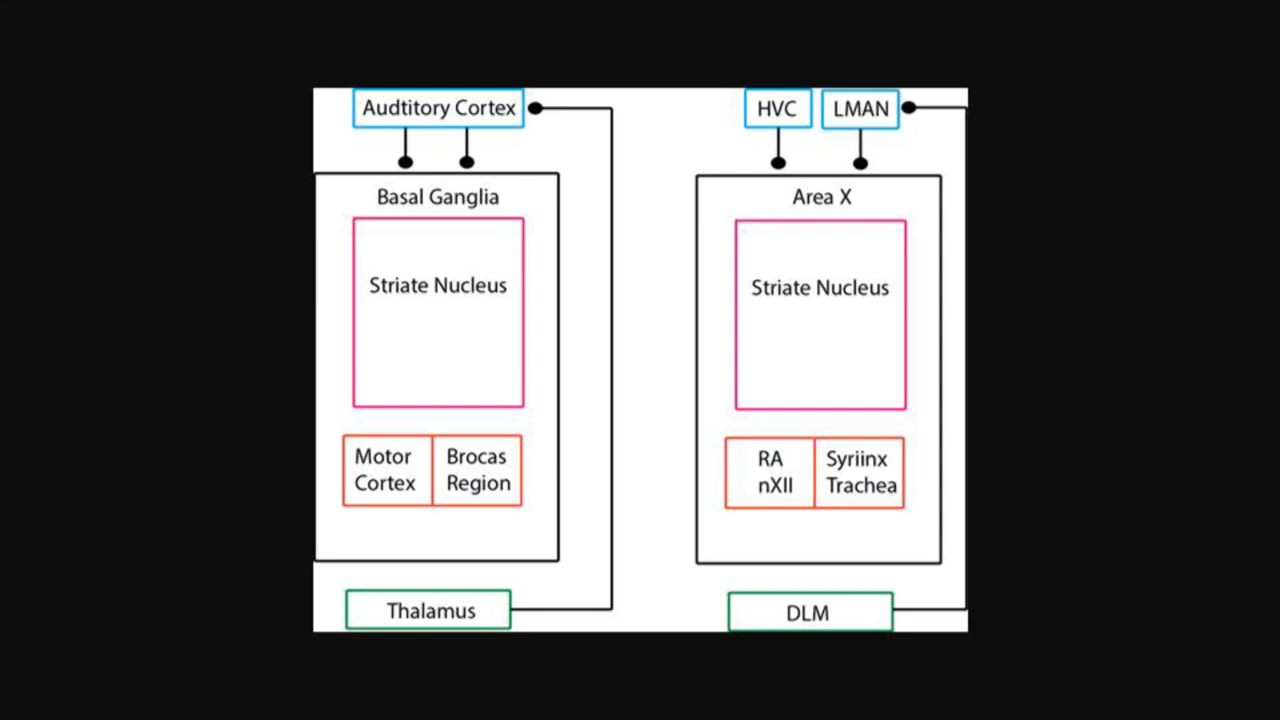 Audtitory Cortex
Basal Ganglia
Striate Nucleus
Motor
Cortex
Brocas
Region
Thalamus
HVC
LMAN
Area X
Striate Nucleus
RA
nXII
Syriinx
Trachea
DLM